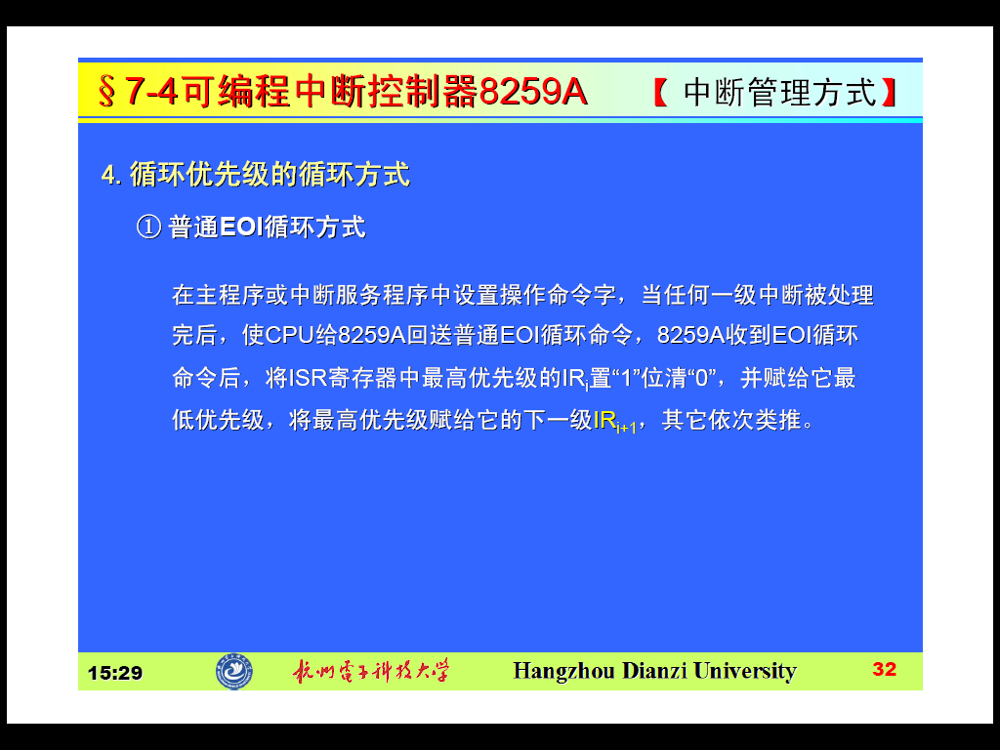 §7-4可编程中断控制器8259A 【 中断管理方式】
4. 循环优先级的循环方式
① 普通EOI循环方式
在主程序或中断服务程序中设置操作命令字，当任何一级中断被处理
完后，使CPU给8259A回送普通EOI循环命令，8259A收到EOI循环
命令后，将ISR寄存器中最高优先级的IRi置“1”位清“0”，并赋给它最
低优先级，将最高优先级赋给它的下一级IRi+1，其它依次类推。
15:29 杭州电子科技大学 Hangzhou Dianzi University 32